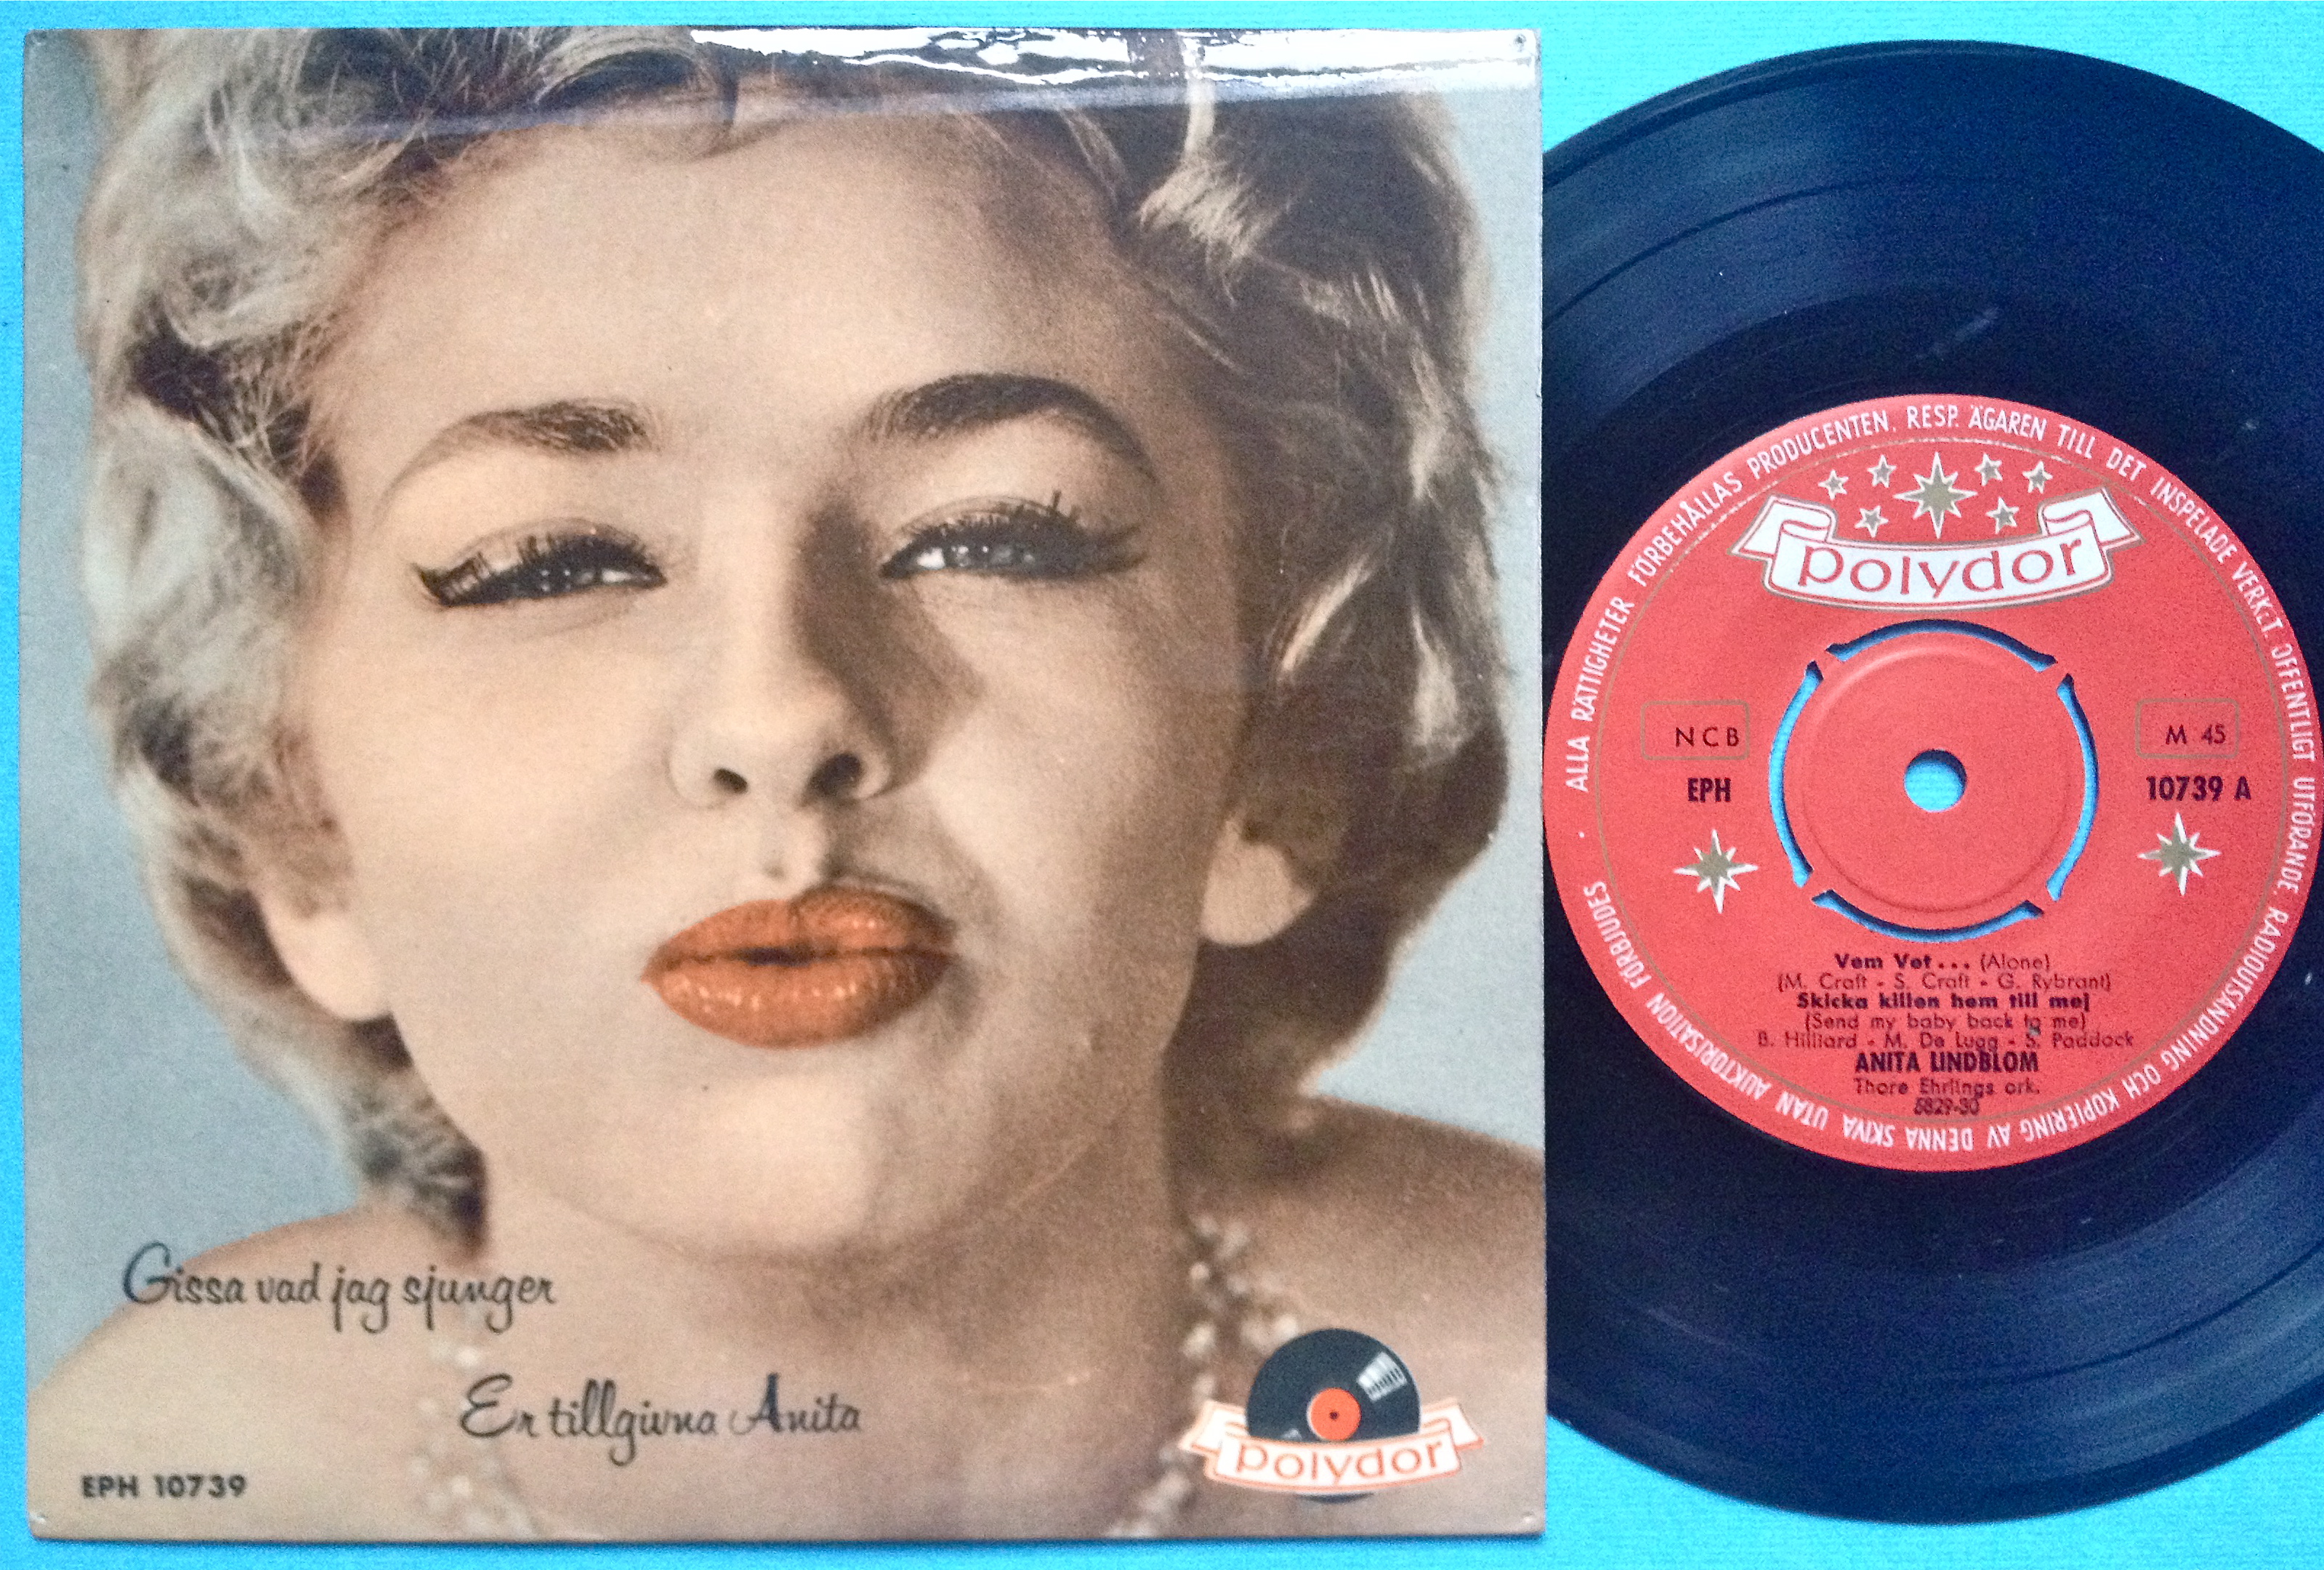 Gissa vad jag sjunger
Er tillgivna Anita
EPH 10739
polydor
ALLA RÄTTIGHETER FÖRBEHÅLLAS PRODUCENTEN. RESP. ÄGAREN TILL DET INSPELADE VERKET. OFFENTLIGT UTFÖRANDE, RADIOUTSÄNDNING OCH KOPIERING AV DENNA SKIVA UTAN AUKTORISATION FÖRBJUDES ·
polydor
NCB
M 45
EPH
10739 A
Vem Vet... (Alone)
(M. Craft - S. Craft - G. Rybrant)
Skicka killen hem till mej
(Send my baby back to me)
B. Hilliard - M. De Lugg - S. Paddock
ANITA LINDBLOM
Thore Ehrlings ork.
5829-30